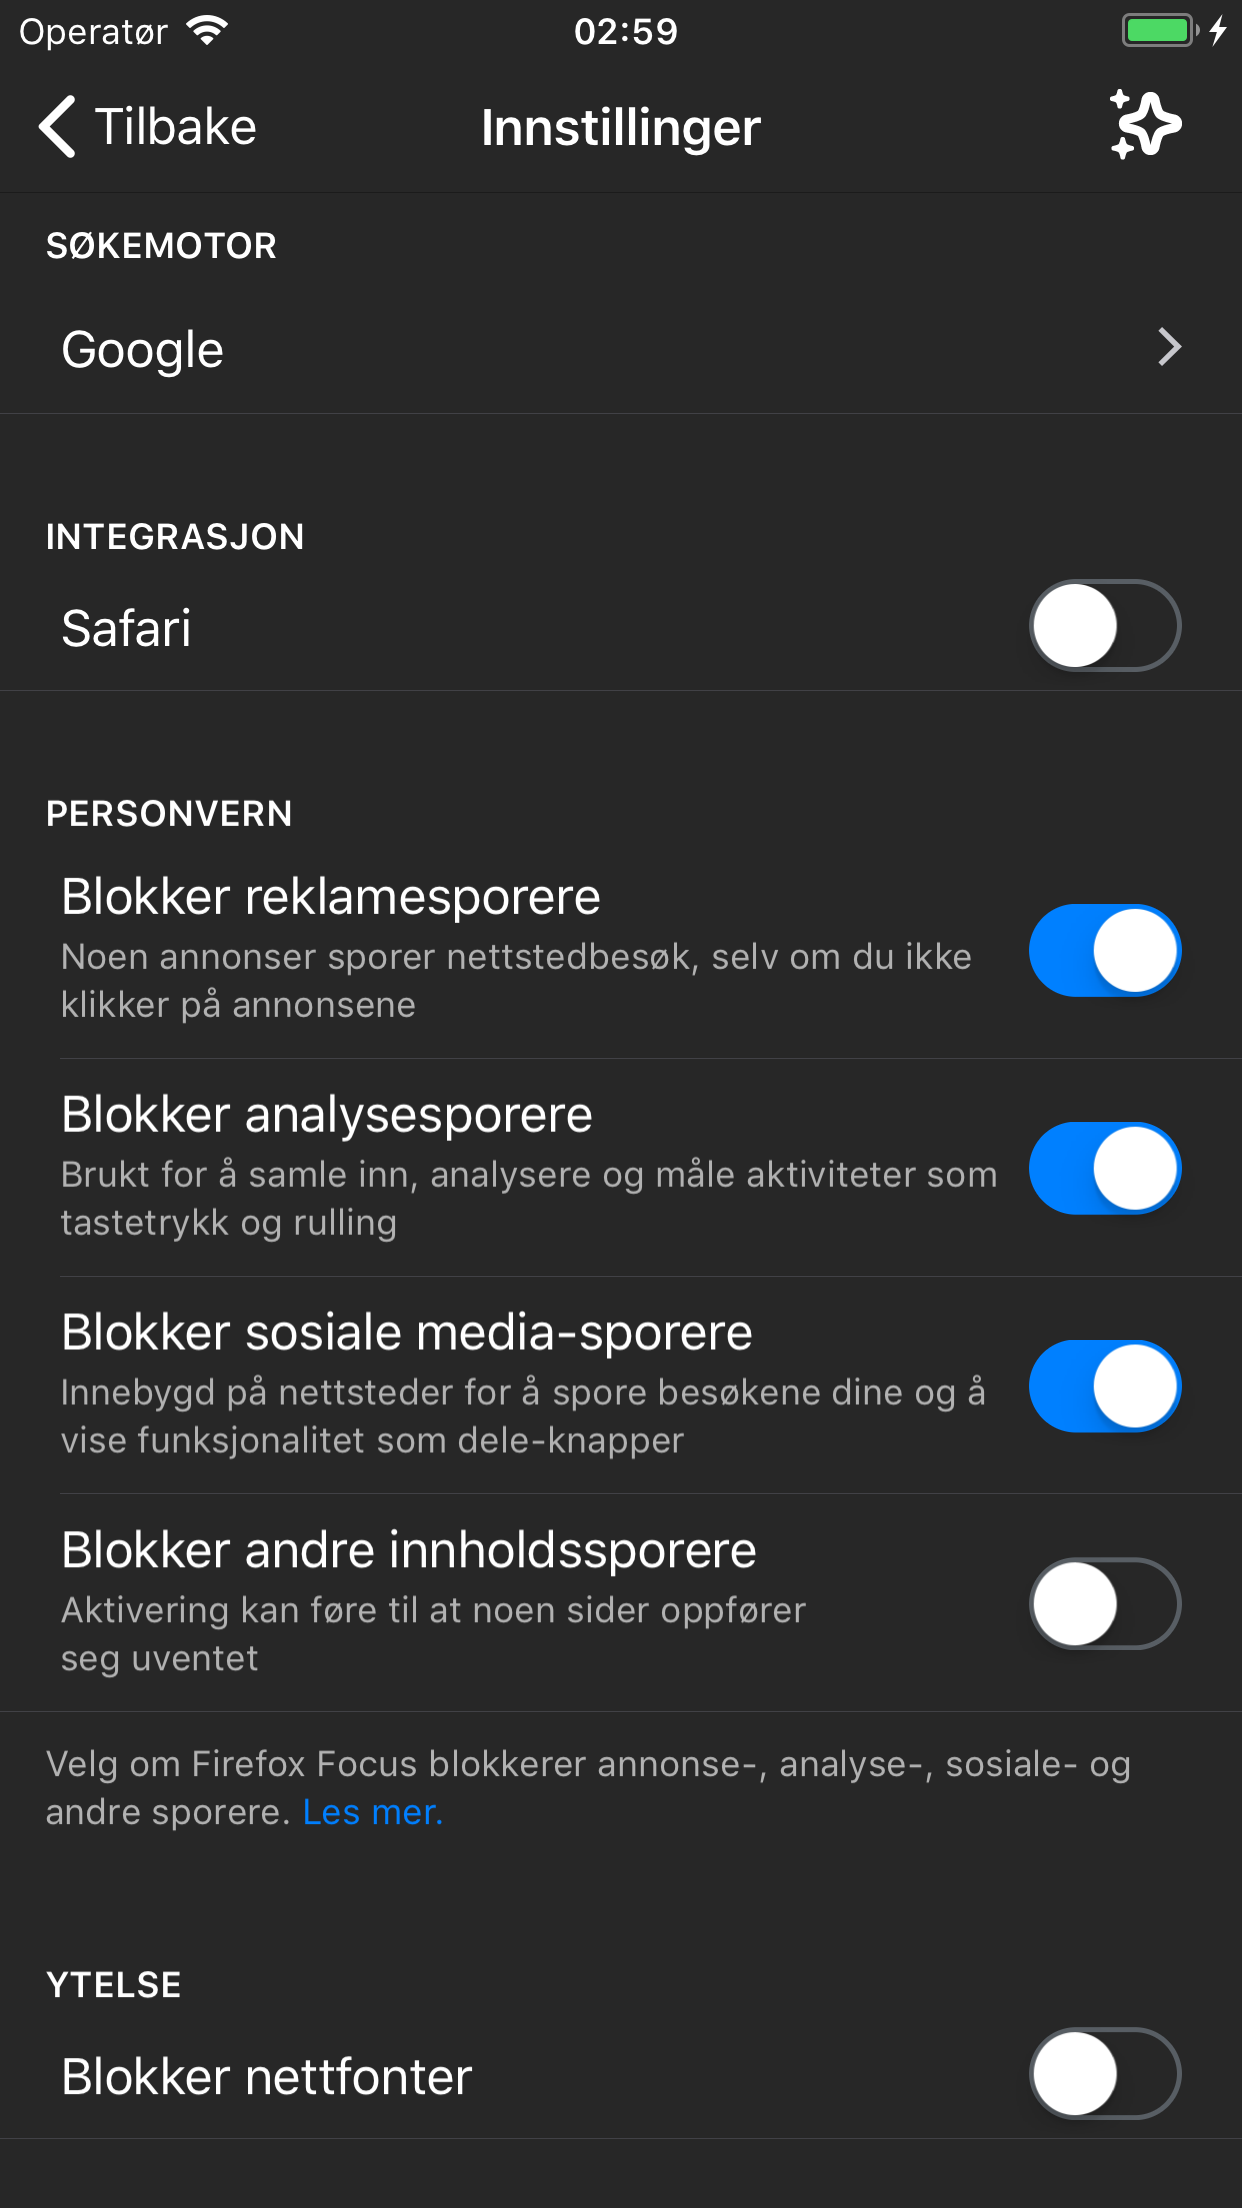 Operatør
02:59
Tilbake
Innstillinger
SØKEMOTOR
Google
INTEGRASJON
Safari
PERSONVERN
Blokker reklamesporere
Noen annonser sporer nettstedbesøk, selv om du ikke
klikker på annonsene
Blokker analysesporere
Brukt for å samle inn, analysere og måle aktiviteter som
tastetrykk og rulling
Blokker sosiale media-sporere
Innebygd på nettsteder for å spore besøkene dine og å
vise funksjonalitet som dele-knapper
Blokker andre innholdssporere
Aktivering kan føre til at noen sider oppfører
seg uventet
Velg om Firefox Focus blokkerer annonse-, analyse-, sosiale- og
andre sporere. Les mer.
YTELSE
Blokker nettfonter